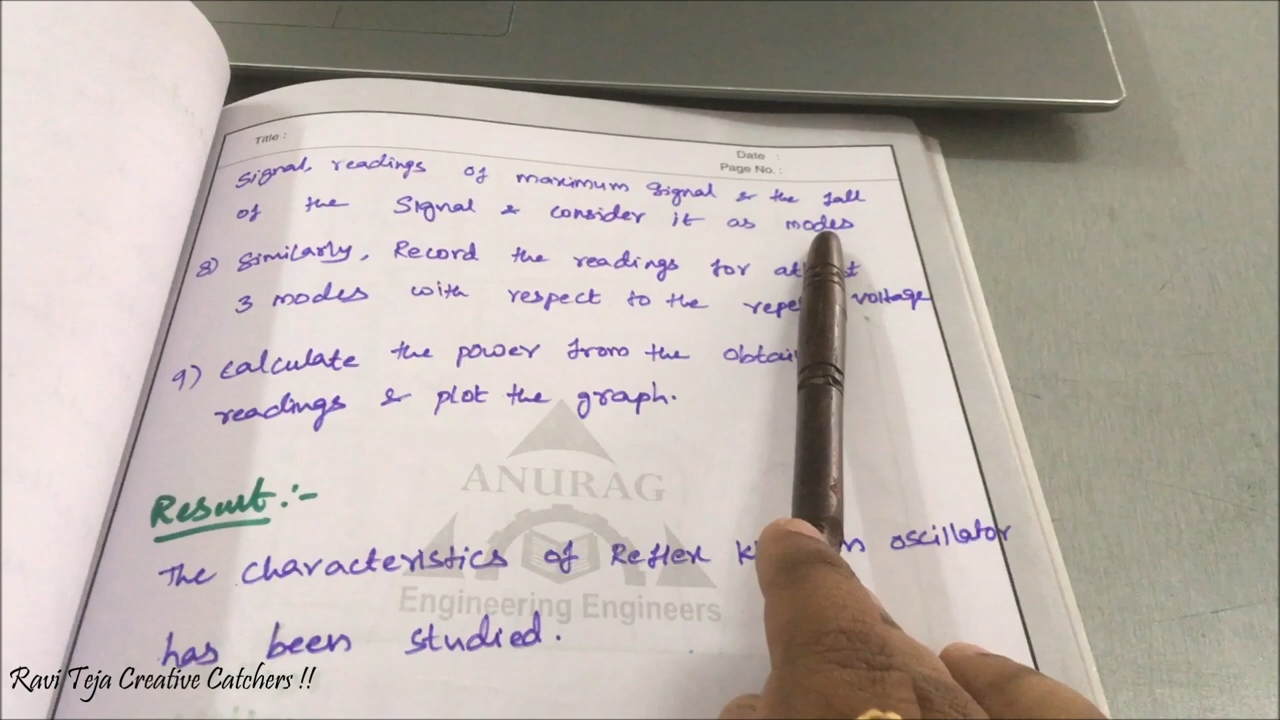 Title :
Date :
Page No. :
Signal, readings of maximum signal & the fall
of the Signal & consider it as modes
8) Similarly, Record the readings for
3 modes with respect to the voltage
9) calculate the power from the
readings & plot the graph.
ANURAG
Result :-
The characteristics of Reflex oscillator
Engineering Engineers
has been studied.
Ravi Teja Creative Catchers !!